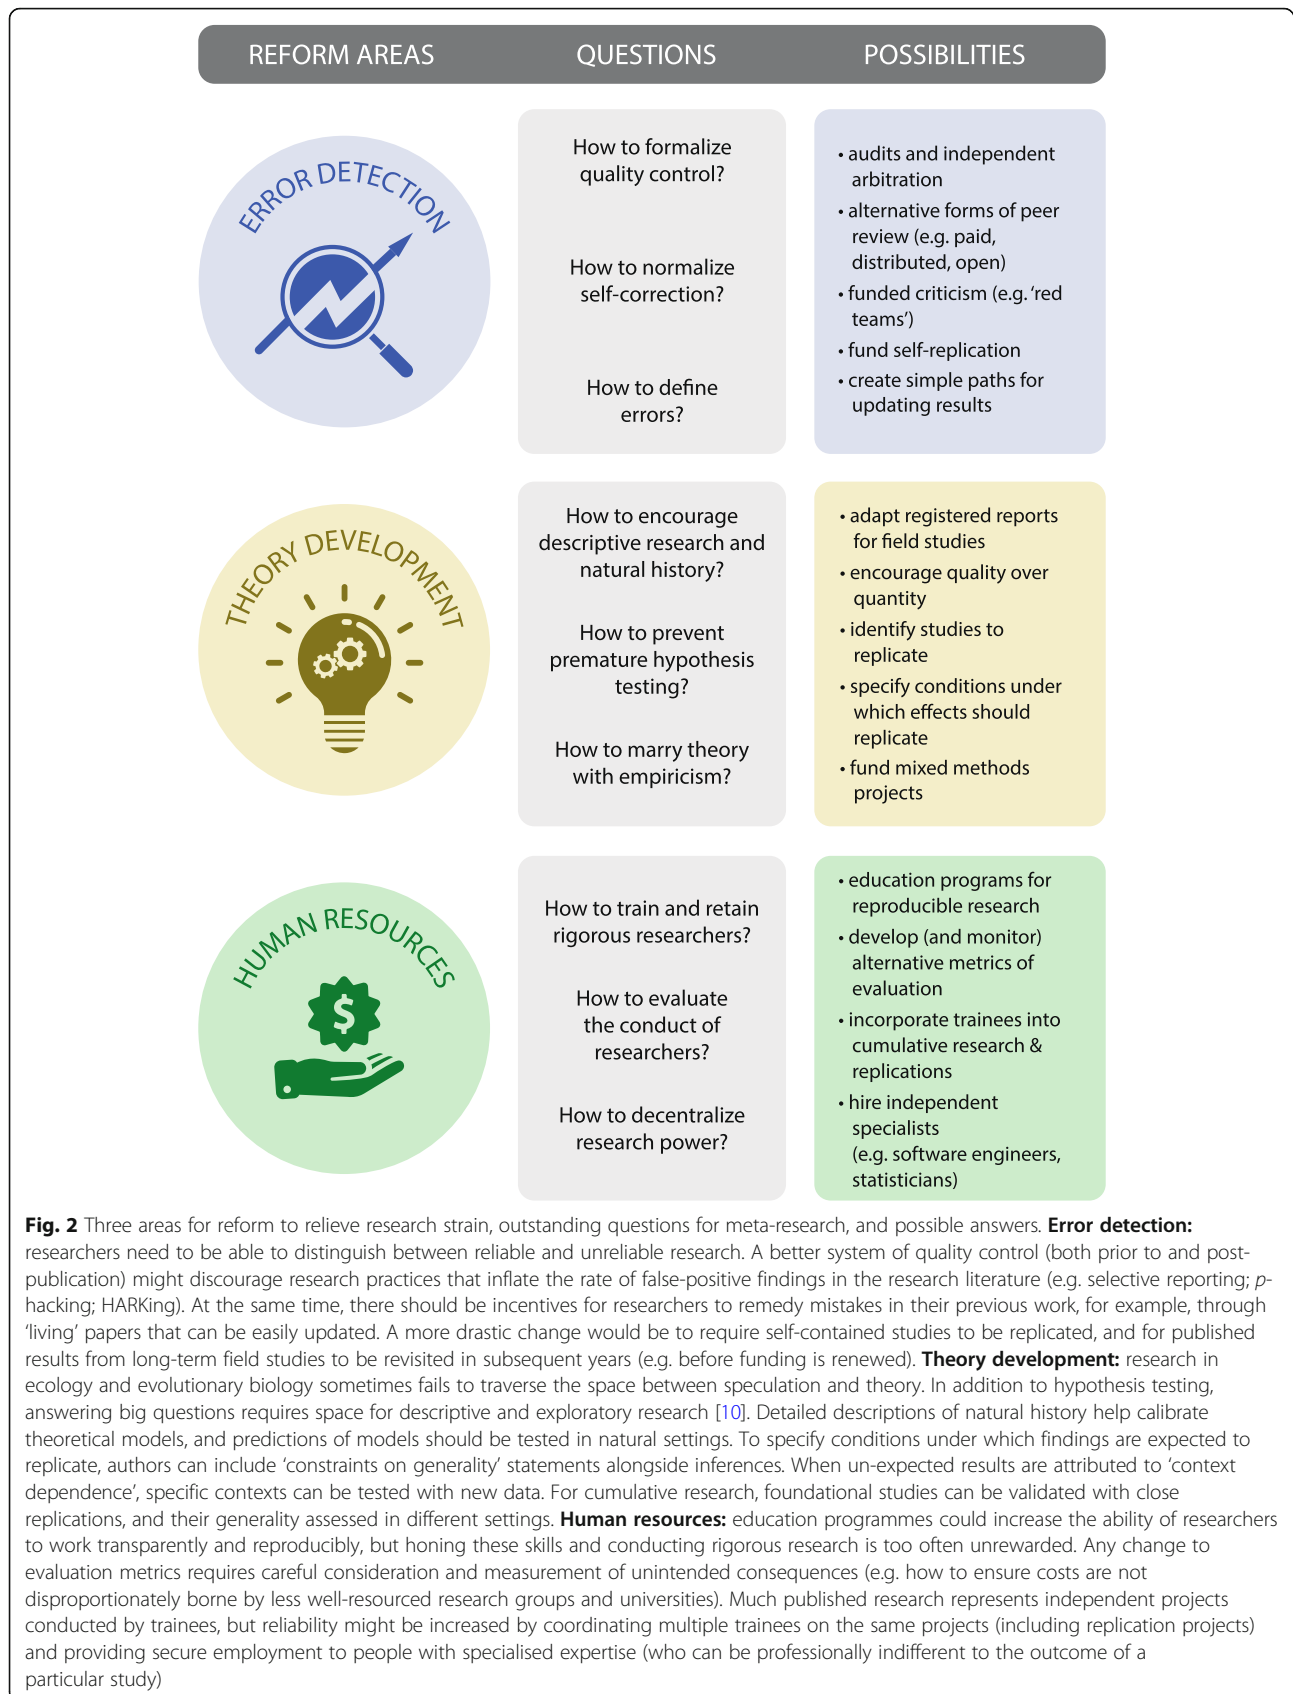 REFORM AREAS
QUESTIONS
POSSIBILITIES
ERROR DETECTION
How to formalize
quality control?
How to normalize
self-correction?
How to define
errors?
• audits and independent
arbitration
• alternative forms of peer
review (e.g. paid,
distributed, open)
• funded criticism (e.g. ‘red
teams’)
• fund self-replication
• create simple paths for
updating results
THEORY DEVELOPMENT
How to encourage
descriptive research and
natural history?
How to prevent
premature hypothesis
testing?
How to marry theory
with empiricism?
• adapt registered reports
for field studies
• encourage quality over
quantity
• identify studies to
replicate
• specify conditions under
which effects should
replicate
• fund mixed methods
projects
HUMAN RESOURCES
$
How to train and retain
rigorous researchers?
How to evaluate
the conduct of
researchers?
How to decentralize
research power?
• education programs for
reproducible research
• develop (and monitor)
alternative metrics of
evaluation
• incorporate trainees into
cumulative research &
replications
• hire independent
specialists
(e.g. software engineers,
statisticians)
Fig. 2 Three areas for reform to relieve research strain, outstanding questions for meta-research, and possible answers. Error detection:
researchers need to be able to distinguish between reliable and unreliable research. A better system of quality control (both prior to and post-
publication) might discourage research practices that inflate the rate of false-positive findings in the research literature (e.g. selective reporting; p-
hacking; HARKing). At the same time, there should be incentives for researchers to remedy mistakes in their previous work, for example, through
‘living’ papers that can be easily updated. A more drastic change would be to require self-contained studies to be replicated, and for published
results from long-term field studies to be revisited in subsequent years (e.g. before funding is renewed). Theory development: research in
ecology and evolutionary biology sometimes fails to traverse the space between speculation and theory. In addition to hypothesis testing,
answering big questions requires space for descriptive and exploratory research [10]. Detailed descriptions of natural history help calibrate
theoretical models, and predictions of models should be tested in natural settings. To specify conditions under which findings are expected to
replicate, authors can include ‘constraints on generality’ statements alongside inferences. When un-expected results are attributed to ‘context
dependence’, specific contexts can be tested with new data. For cumulative research, foundational studies can be validated with close
replications, and their generality assessed in different settings. Human resources: education programmes could increase the ability of researchers
to work transparently and reproducibly, but honing these skills and conducting rigorous research is too often unrewarded. Any change to
evaluation metrics requires careful consideration and measurement of unintended consequences (e.g. how to ensure costs are not
disproportionately borne by less well-resourced research groups and universities). Much published research represents independent projects
conducted by trainees, but reliability might be increased by coordinating multiple trainees on the same projects (including replication projects)
and providing secure employment to people with specialised expertise (who can be professionally indifferent to the outcome of a
particular study)